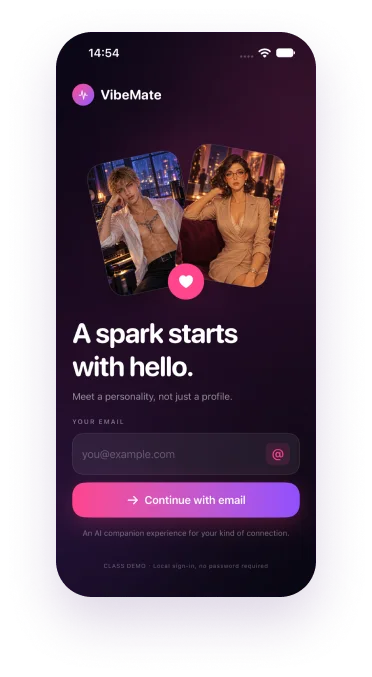 14:54
VibeMate
A spark starts
with hello.
Meet a personality, not just a profile.
YOUR EMAIL
you@example.com @
→ Continue with email
An AI companion experience for your kind of connection.
CLASS DEMO · Local sign-in, no password required